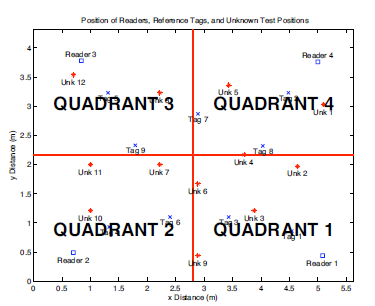 Position of Readers, Reference Tags, and Unknown Test Positions
4
3.5
3
2.5
2
1.5
1
0.5
0
y Distance (m)
Reader 3
Reader 4
Unk 12
Unk 5
Unk 1
QUADRANT 3
QUADRANT 4
Tag 7
Tag 9
Tag 8
Unk 4
Unk 11
Unk 7
Unk 2
Unk 6
Unk 10
Unk 3
Tag 6
Tag 3
QUADRANT 2
QUADRANT 1
Tag 1
Reader 2
Unk 9
Reader 1
0 0.5 1 1.5 2 2.5 3 3.5 4 4.5 5 5.5
x Distance (m)